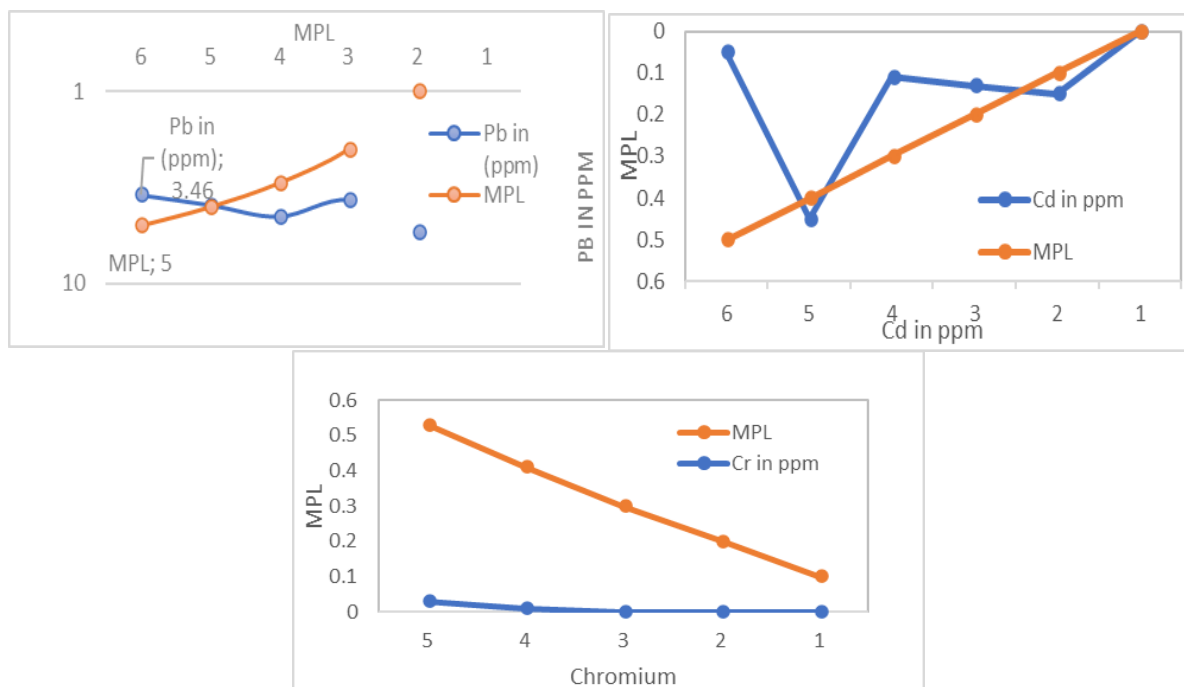 MPL
6 5 4 3 2 1
1
Pb in
(ppm);
3.46
MPL; 5
10
Pb in
(ppm)
MPL
PB IN PPM
0
0.1
0.2
0.3
0.4
0.5
0.6
MPL
Cd in ppm
MPL
6 5 4 3 2 1
Cd in ppm
0.6
0.5
0.4
0.3
0.2
0.1
0
MPL
MPL
Cr in ppm
5 4 3 2 1
Chromium